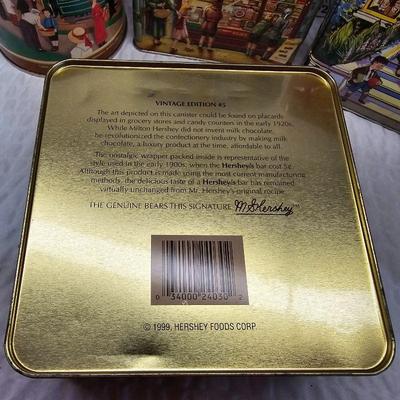 VINTAGE EDITION #5
The art depicted on this canister could be found on placards
displayed in grocery stores and candy counters in the early 1920s.
While Milton Hershey did not invent milk chocolate,
he revolutionized the confectionery industry by making milk
chocolate, a luxury product at the time, affordable to all.
The nostalgic wrapper packed inside is representative of the
style used in the early 1900s, when the Hershey's bar cost 5¢.
Although this product is made using the most current manufacturing
methods, the delicious taste of a Hershey's bar has remained
virtually unchanged from Mr. Hershey's original recipe.
THE GENUINE BEARS THIS SIGNATURE M.S. Hershey™
0 34000 24030 2
© 1999, HERSHEY FOODS CORP.